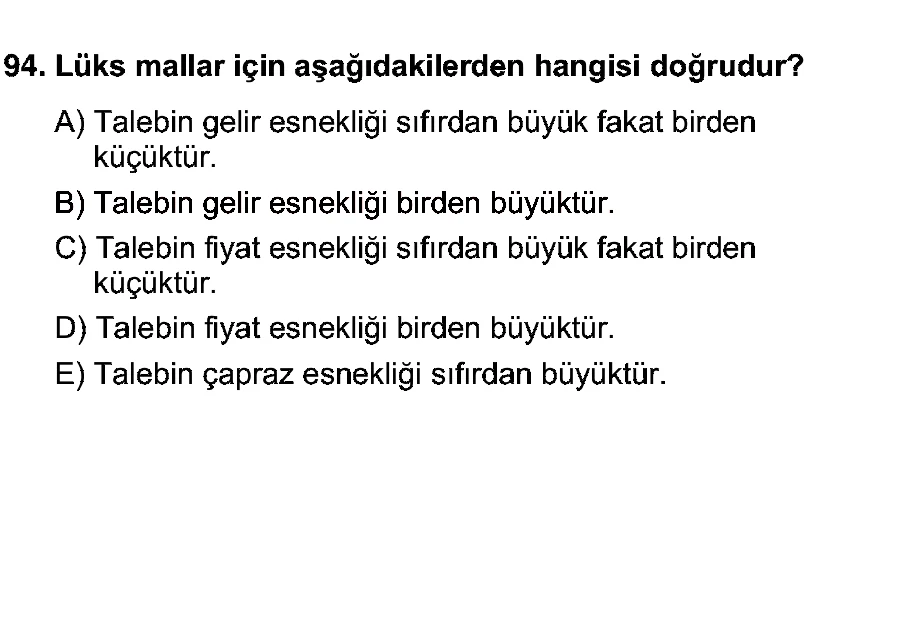 94. Lüks mallar için aşağıdakilerden hangisi doğrudur?
A) Talebin gelir esnekliği sıfırdan büyük fakat birden
küçüktür.
B) Talebin gelir esnekliği birden büyüktür.
C) Talebin fiyat esnekliği sıfırdan büyük fakat birden
küçüktür.
D) Talebin fiyat esnekliği birden büyüktür.
E) Talebin çapraz esnekliği sıfırdan büyüktür.